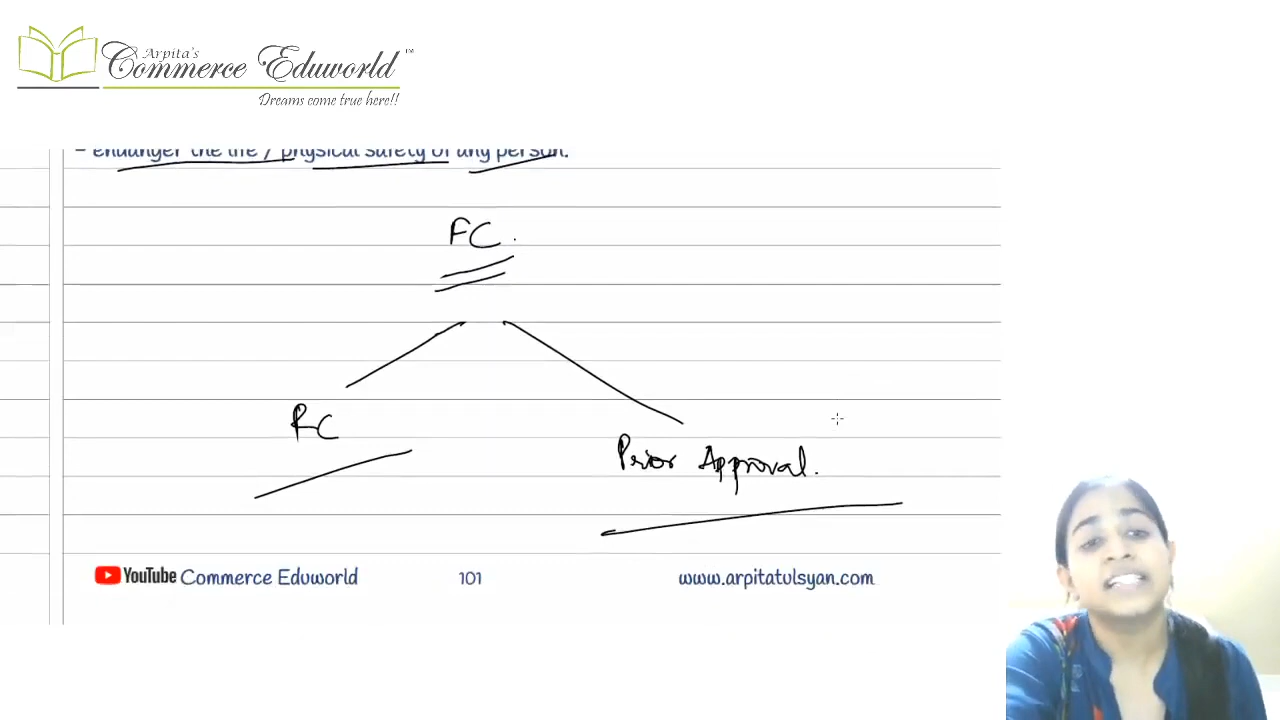 Arpita's
Commerce Eduworld™
Dreams come true here!!
- endanger the life / physical safety of any person.
FC.
RC
Prior Approval.
YouTube Commerce Eduworld
101
www.arpitatulsyan.com